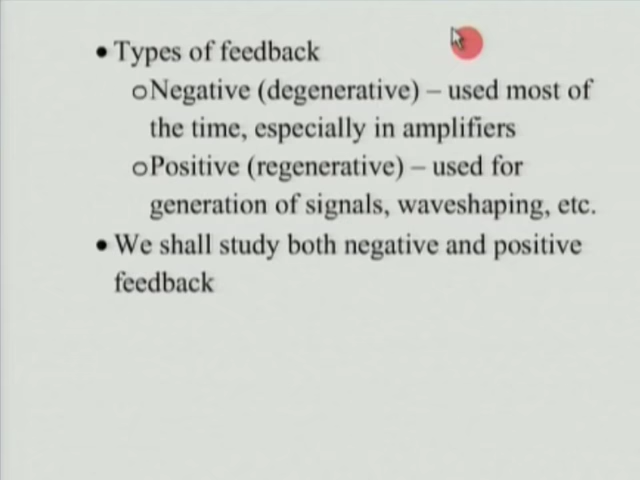 • Types of feedback
o Negative (degenerative) – used most of
the time, especially in amplifiers
o Positive (regenerative) – used for
generation of signals, waveshaping, etc.
• We shall study both negative and positive
feedback